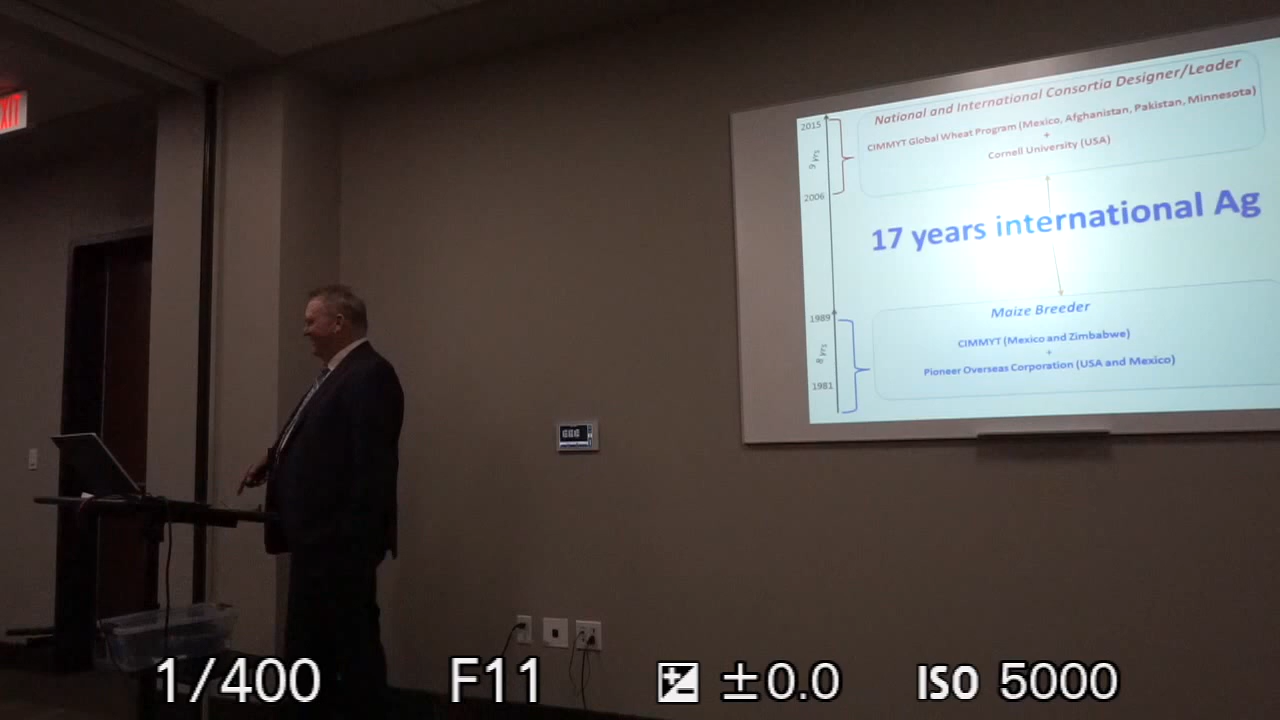 EXIT
National and International Consortia Designer/Leader
2015
CIMMYT Global Wheat Program (Mexico, Afghanistan, Pakistan, Minnesota)
+
Cornell University (USA)
9 yrs
2006
17 years international Ag
1989
Maize Breeder
CIMMYT (Mexico and Zimbabwe)
+
8 yrs
Pioneer Overseas Corporation (USA and Mexico)
1981
1/400 F11 ±0.0 ISO 5000